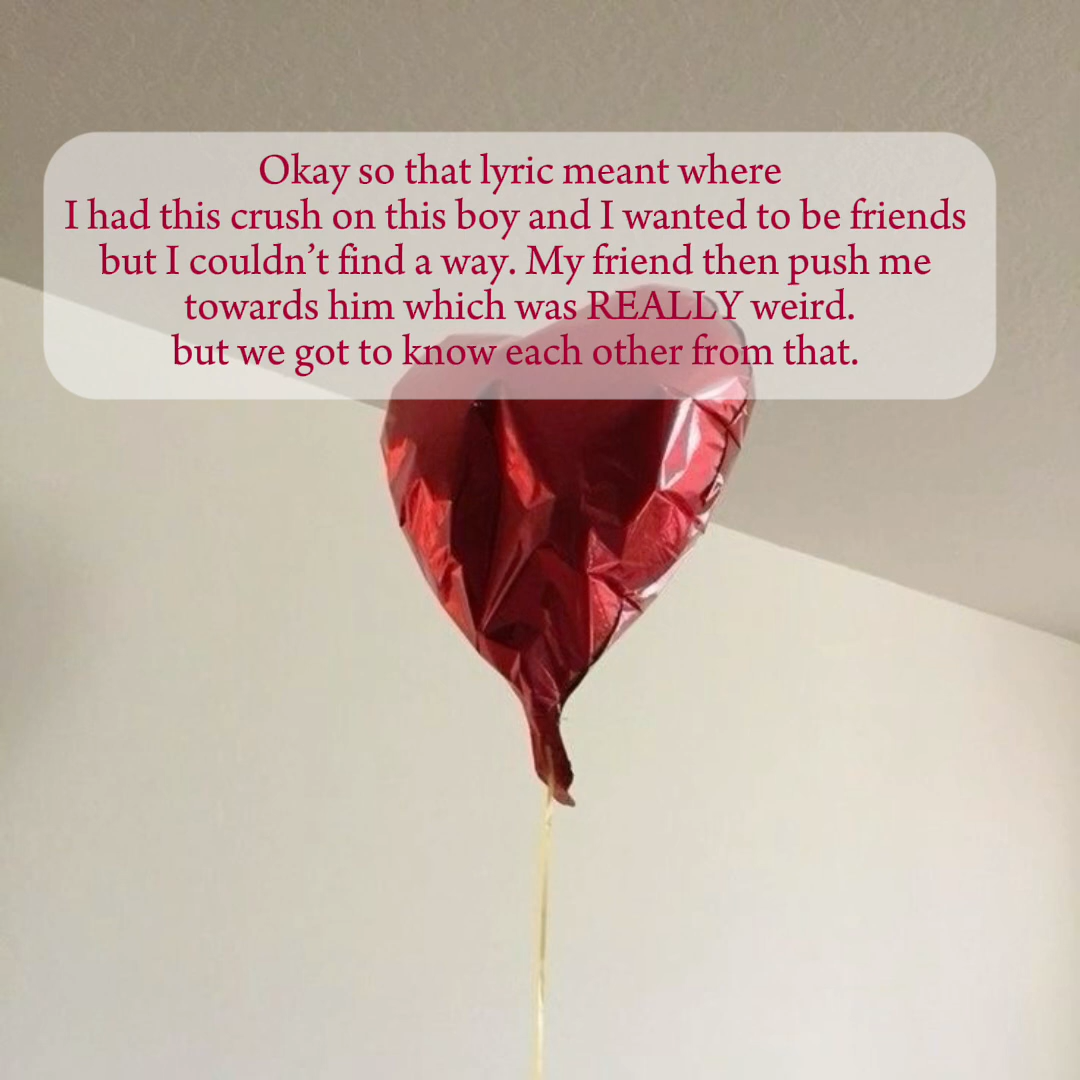 Okay so that lyric meant where
I had this crush on this boy and I wanted to be friends
but I couldn’t find a way. My friend then push me
towards him which was REALLY weird.
but we got to know each other from that.